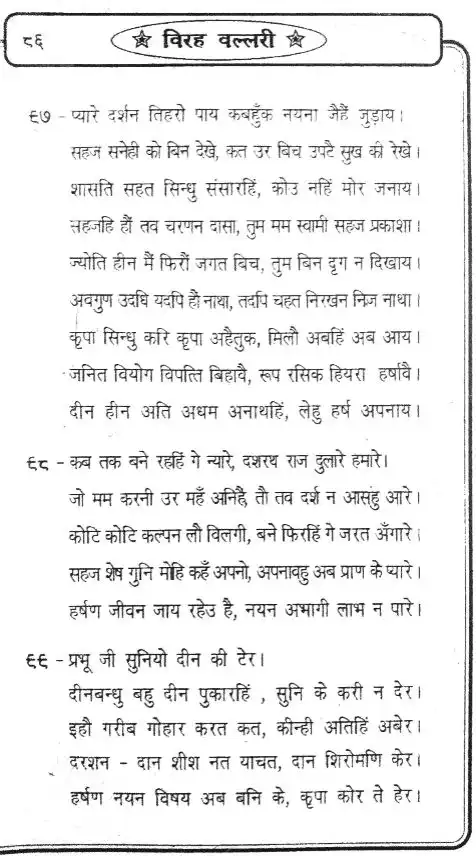 ८६
☆ विरह वल्लरी ☆
६७ - प्यारे दर्शन तिहरो पाय कबहुँक नयना जैहैं जुड़ाय।
सहज सनेही को बिन देखे, कत उर बिच उपटै सुख की रेखे।
शासति सहत सिन्धु संसारहिं, कोउ नहिं मोर जनाय।
सहजहि हौं तव चरणन दासा, तुम मम स्वामी सहज प्रकाशा।
ज्योति हीन मैं फिरौं जगत बिच, तुम बिन दृग न दिखाय।
अवगुण उदधि यदपि हौं नाथा, तदपि चहत निरखन निज नाथा।
कृपा सिन्धु करि कृपा अहैतुक, मिलौ अबहिं अब आय।
जनित वियोग विपत्ति बिहावै, रूप रसिक हियरा हर्षावै।
दीन हीन अति अधम अनाथहिं, लेहु हर्ष अपनाय।
६८ - कब तक बने रहहिं गे न्यारे, दशरथ राज दुलारे हमारे।
जो मम करनी उर महँ अनिहै, तौ तव दर्श न आसहु आरे।
कोटि कोटि कल्पन लौ विलगी, बने फिरहिं गे जरत अँगारे।
सहज शेष गुनि मोहि कहँ अपनो, अपनावहु अब प्राण के प्यारे।
हर्षण जीवन जाय रहेउ है, नयन अभागी लाभ न पारे।
६६ - प्रभू जी सुनियो दीन की टेर।
दीनबन्धु बहु दीन पुकारहिं , सुनि के करी न देर।
इहौ गरीब गोहार करत कत, कीन्ही अतिहिं अबेर।
दरशन - दान शीश नत याचत, दान शिरोमणि केर।
हर्षण नयन विषय अब बनि के, कृपा कोर ते हेर।